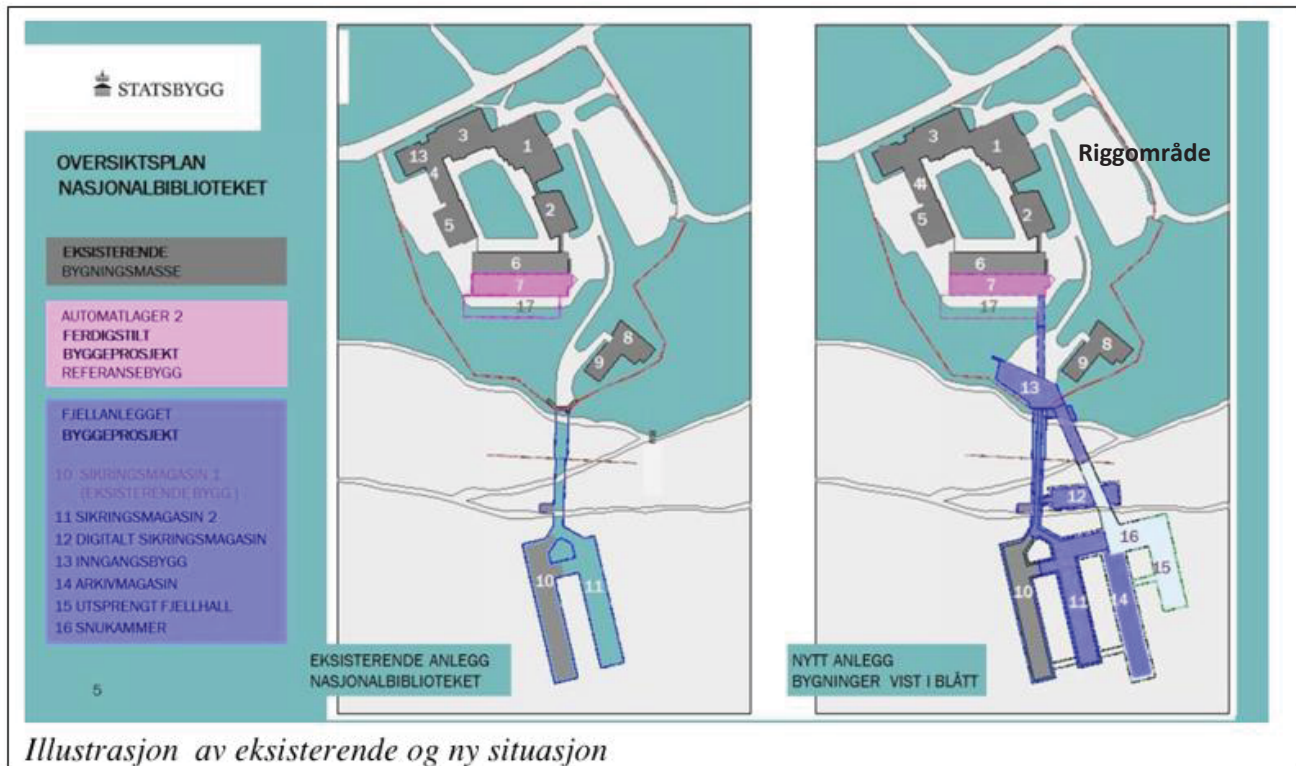 STATSBYGG
OVERSIKTSPLAN
NASJONALBIBLIOTEKET
EKSISTERENDE
BYGNINGSMASSE
AUTOMATLAGER 2
FERDIGSTILT
BYGGEPROSJEKT
REFERANSEBYGG
FJELLANLEGGET
BYGGEPROSJEKT
10 SIKRINGSMAGASIN 1
(EKSISTERENDE BYGG)
11 SIKRINGSMAGASIN 2
12 DIGITALT SIKRINGSMAGASIN
13 INNGANGSBYGG
14 ARKIVMAGASIN
15 UTSPRENGT FJELLHALL
16 SNUKAMMER
5
3
1
13
4
2
5
6
7
17
8
9
10
11
EKSISTERENDE ANLEGG
NASJONALBIBLIOTEKET
Riggområde
3
1
44
2
5
6
7
17
8
9
13
12
16
15
10
11
14
NYTT ANLEGG
BYGNINGER VIST I BLÅTT
Illustrasjon av eksisterende og ny situasjon